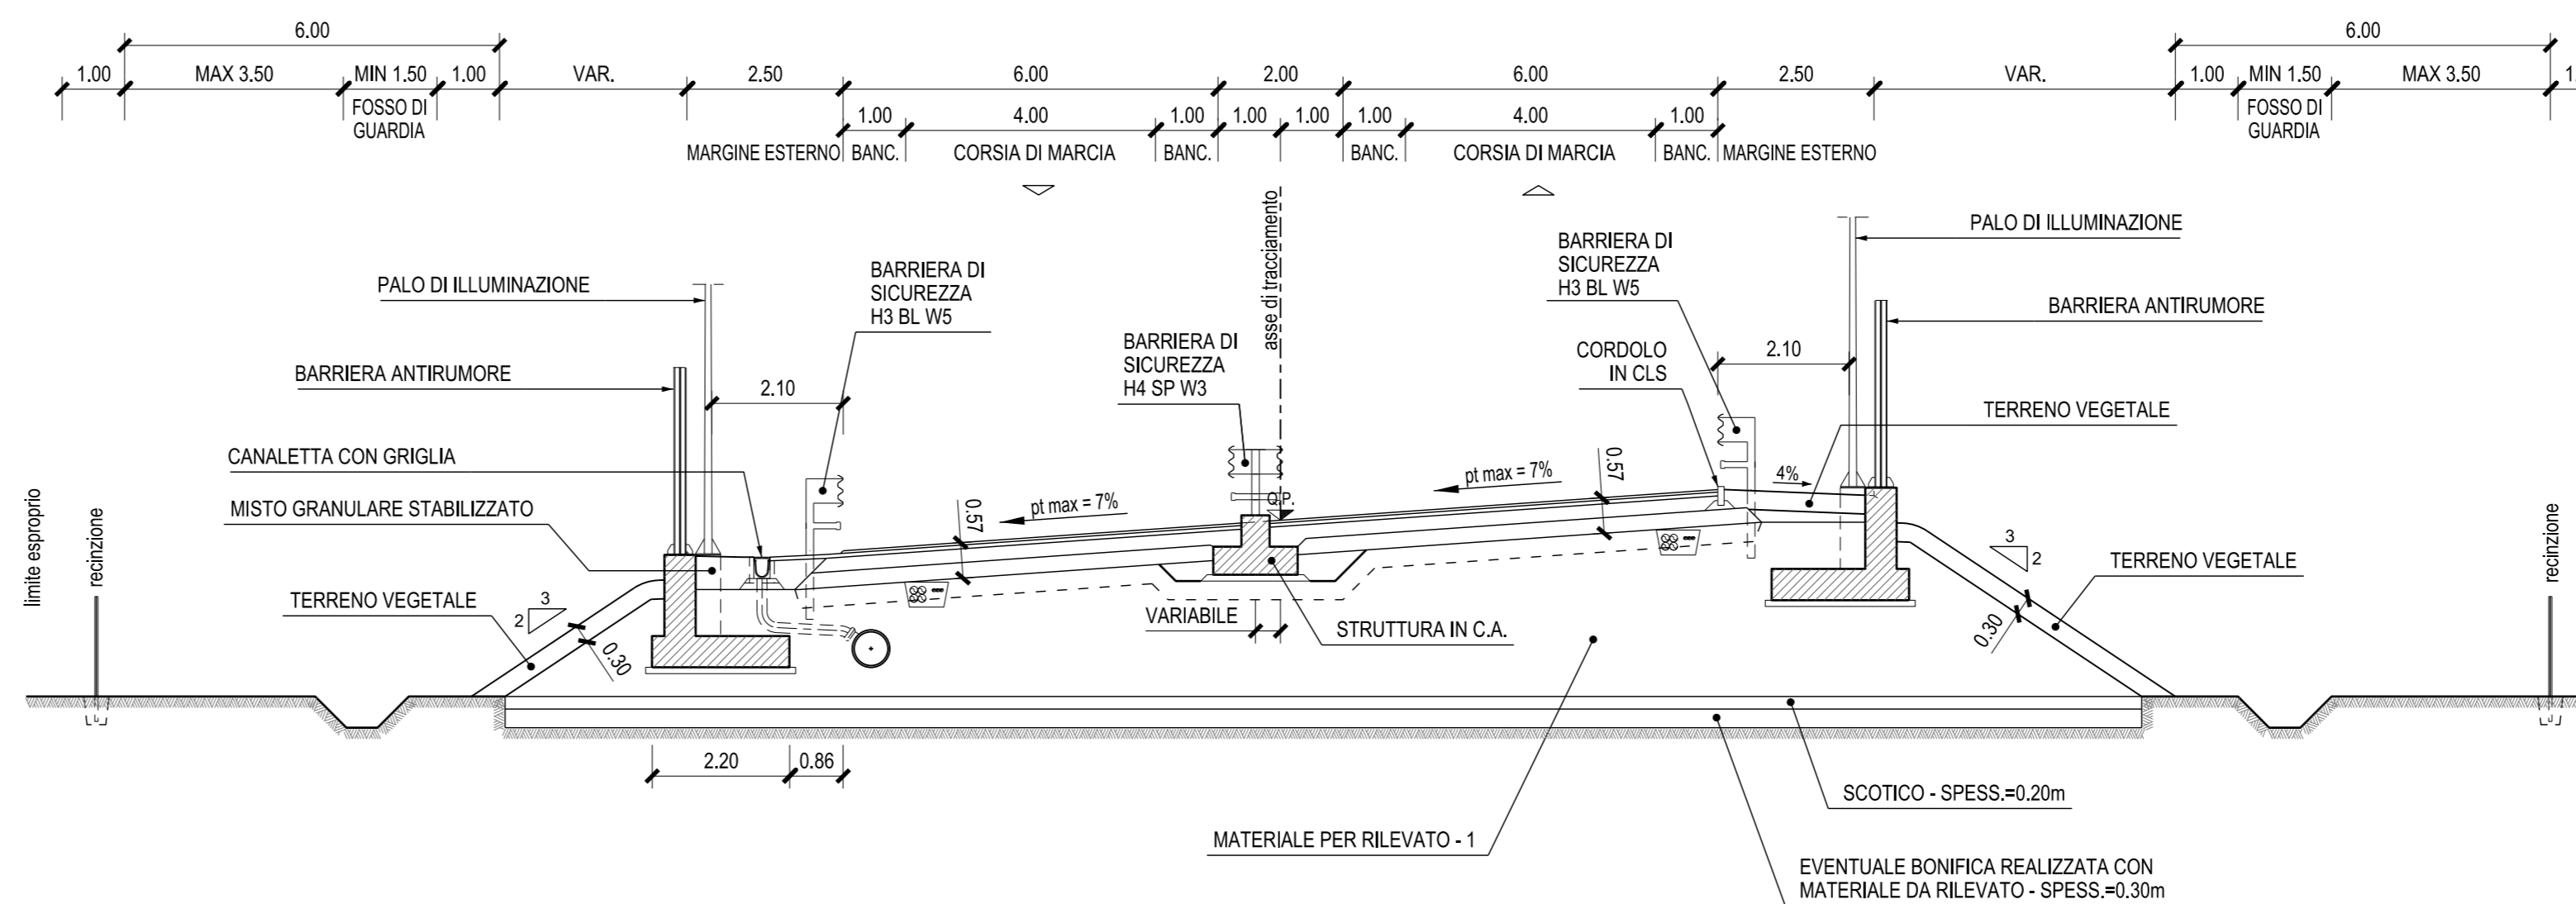 6.00
6.00
1.00
MAX 3.50
MIN 1.50
1.00
VAR.
2.50
6.00
2.00
6.00
2.50
VAR.
1.00
MIN 1.50
MAX 3.50
FOSSO DI
GUARDIA
1.00
4.00
1.00
1.00
1.00
1.00
4.00
1.00
FOSSO DI
GUARDIA
MARGINE ESTERNO
BANC.
CORSIA DI MARCIA
BANC.
BANC.
CORSIA DI MARCIA
BANC.
MARGINE ESTERNO
asse di tracciamento
PALO DI ILLUMINAZIONE
BARRIERA DI
SICUREZZA
H3 BL W5
BARRIERA DI
SICUREZZA
H3 BL W5
PALO DI ILLUMINAZIONE
BARRIERA ANTIRUMORE
BARRIERA ANTIRUMORE
2.10
BARRIERA DI
SICUREZZA
H4 SP W3
CORDOLO
IN CLS
2.10
TERRENO VEGETALE
CANALETTA CON GRIGLIA
MISTO GRANULARE STABILIZZATO
TERRENO VEGETALE
limite esproprio
recinzione
3
2
0.30
0.57
pt max = 7%
Q.P.
pt max = 7%
0.57
4%
3
2
TERRENO VEGETALE
0.30
recinzione
VARIABILE
STRUTTURA IN C.A.
2.20
0.86
SCOTICO - SPESS.=0.20m
MATERIALE PER RILEVATO - 1
EVENTUALE BONIFICA REALIZZATA CON
MATERIALE DA RILEVATO - SPESS.=0.30m